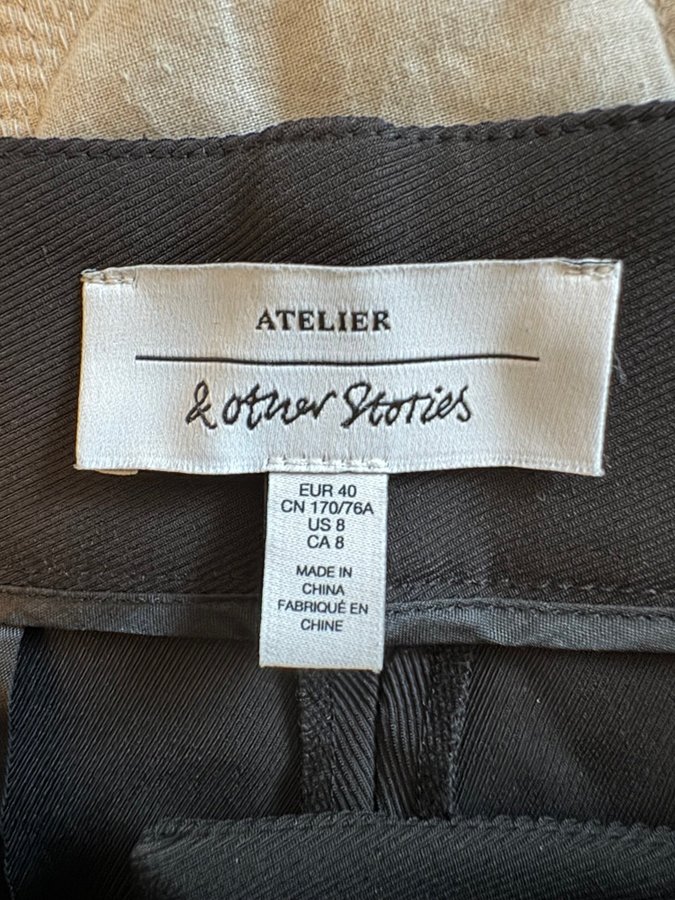 ATELIER
& other Stories
EUR 40
CN 170/76A
US 8
CA 8
MADE IN
CHINA
FABRIQUÉ EN
CHINE